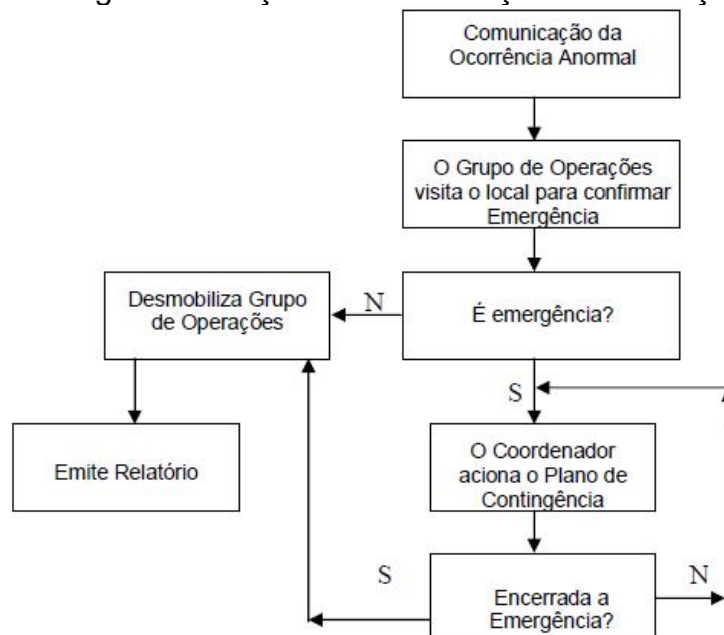 Comunicação da
Ocorrência Anormal
O Grupo de Operações
visita o local para confirmar
Emergência
Desmobiliza Grupo
de Operações
N
É emergência?
S
Emite Relatório
O Coordenador
aciona o Plano de
Contingência
S
N
Encerrada a
Emergência?